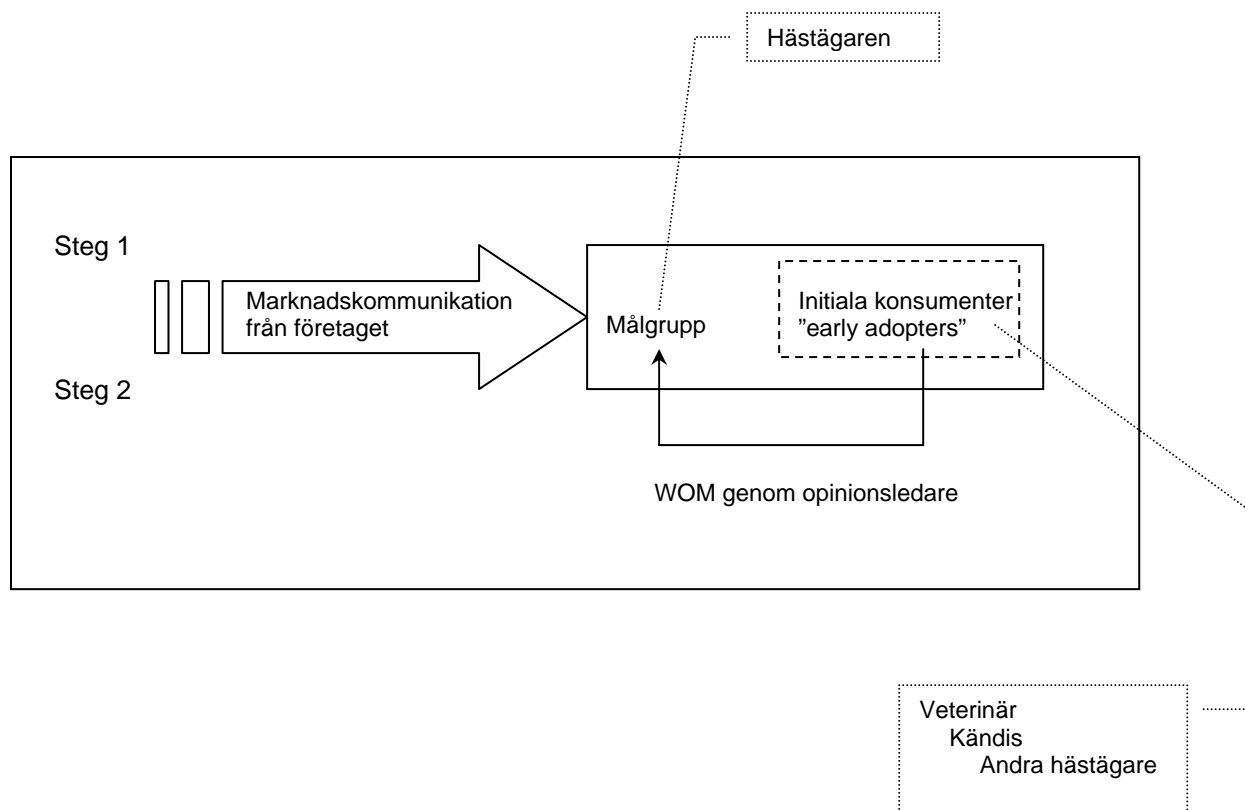 Hästägaren
Steg 1
Marknadskommunikation
från företaget
Målgrupp
Initiala konsumenter
”early adopters”
Steg 2
WOM genom opinionsledare
Veterinär
Kändis
Andra hästägare